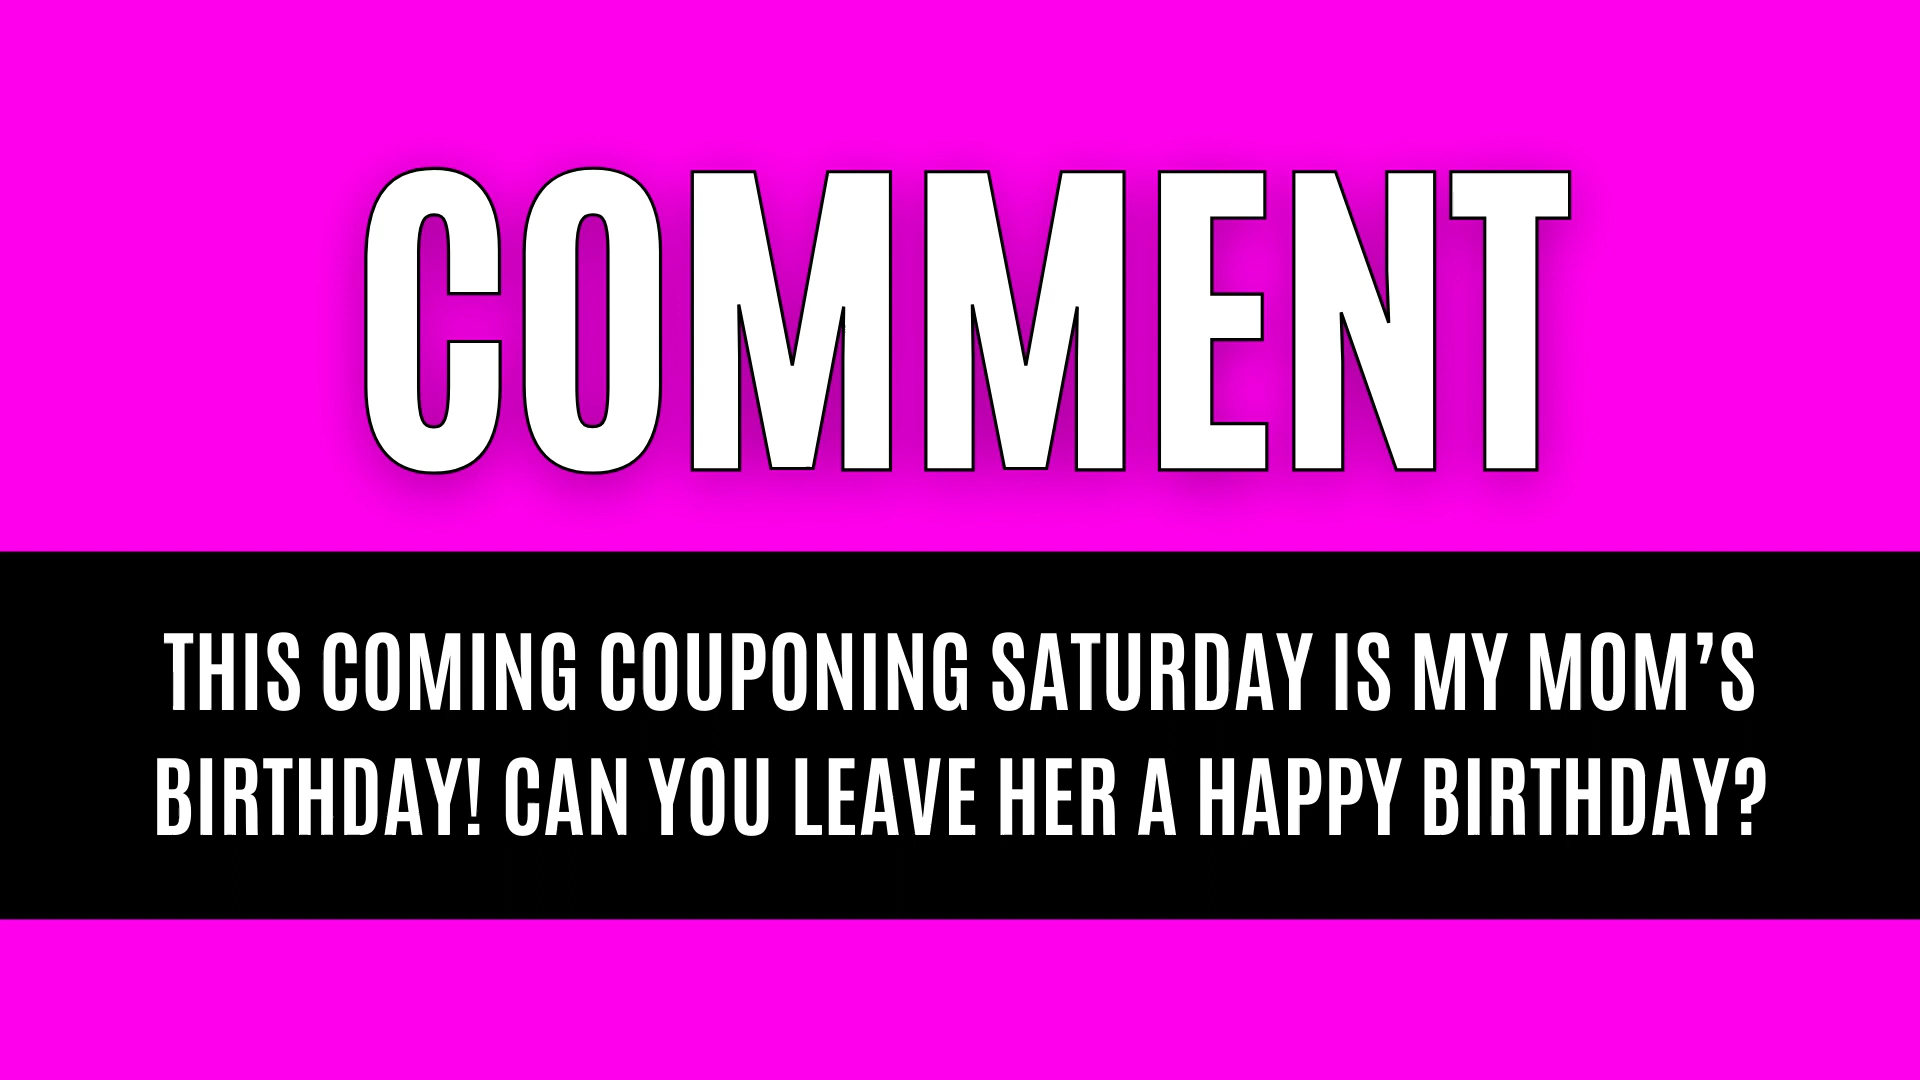 COMMENT
THIS COMING COUPONING SATURDAY IS MY MOM’S
BIRTHDAY! CAN YOU LEAVE HER A HAPPY BIRTHDAY?